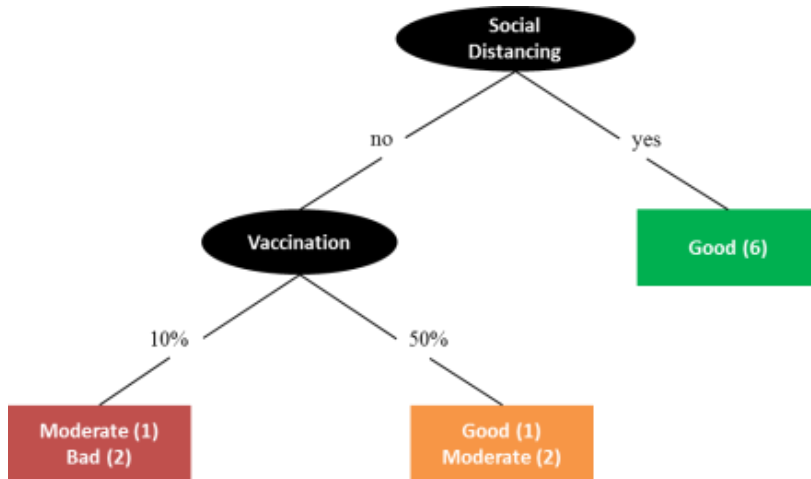 Social
Distancing
no
yes
Vaccination
Good (6)
10%
50%
Moderate (1)
Bad (2)
Good (1)
Moderate (2)